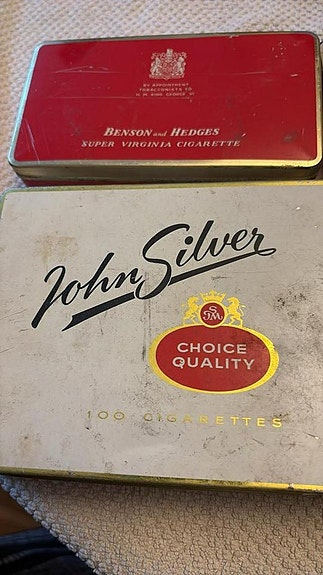 BY APPOINTMENT
TOBACCONISTS TO
H. M. KING GEORGE VI
BENSON and HEDGES
SUPER VIRGINIA CIGARETTE
John Silver
S
JM
CHOICE
QUALITY
100 CIGARETTES